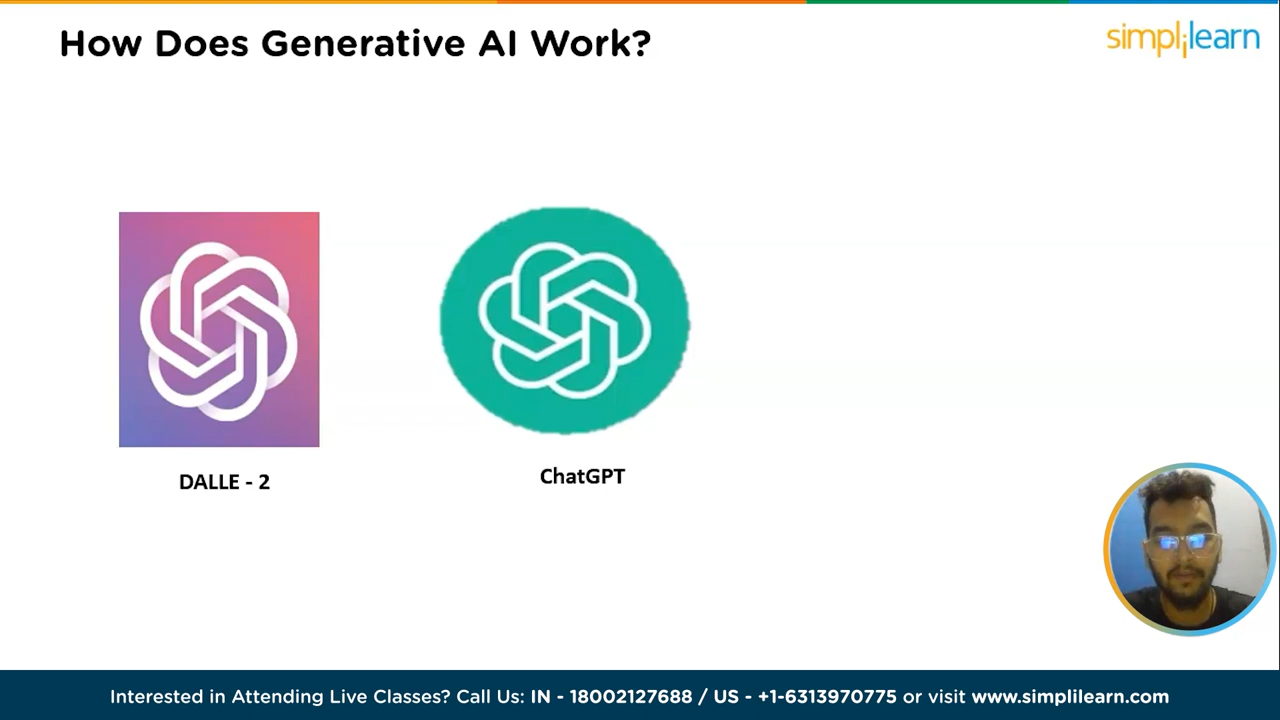 How Does Generative AI Work?
simplilearn
DALLE - 2
ChatGPT
Interested in Attending Live Classes? Call Us: IN - 18002127688 / US - +1-6313970775 or visit www.simplilearn.com